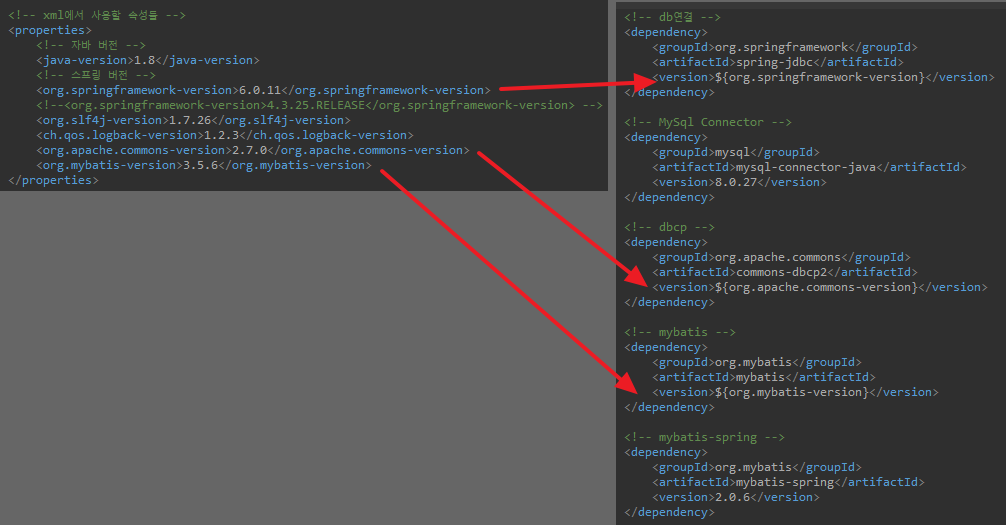 <!-- xml에서 사용할 속성들 -->
<properties>
<!-- 자바 버전 -->
<java-version>1.8</java-version>
<!-- 스프링 버전 -->
<org.springframework-version>6.0.11</org.springframework-version>
<!--<org.springframework-version>4.3.25.RELEASE</org.springframework-version> -->
<org.slf4j-version>1.7.26</org.slf4j-version>
<ch.qos.logback-version>1.2.3</ch.qos.logback-version>
<org.apache.commons-version>2.7.0</org.apache.commons-version>
<org.mybatis-version>3.5.6</org.mybatis-version>
</properties>
<!-- db연결 -->
<dependency>
<groupId>org.springframework</groupId>
<artifactId>spring-jdbc</artifactId>
<version>${org.springframework-version}</version>
</dependency>
<!-- MySql Connector -->
<dependency>
<groupId>mysql</groupId>
<artifactId>mysql-connector-java</artifactId>
<version>8.0.27</version>
</dependency>
<!-- dbcp -->
<dependency>
<groupId>org.apache.commons</groupId>
<artifactId>commons-dbcp2</artifactId>
<version>${org.apache.commons-version}</version>
</dependency>
<!-- mybatis -->
<dependency>
<groupId>org.mybatis</groupId>
<artifactId>mybatis</artifactId>
<version>${org.mybatis-version}</version>
</dependency>
<!-- mybatis-spring -->
<dependency>
<groupId>org.mybatis</groupId>
<artifactId>mybatis-spring</artifactId>
<version>2.0.6</version>
</dependency>